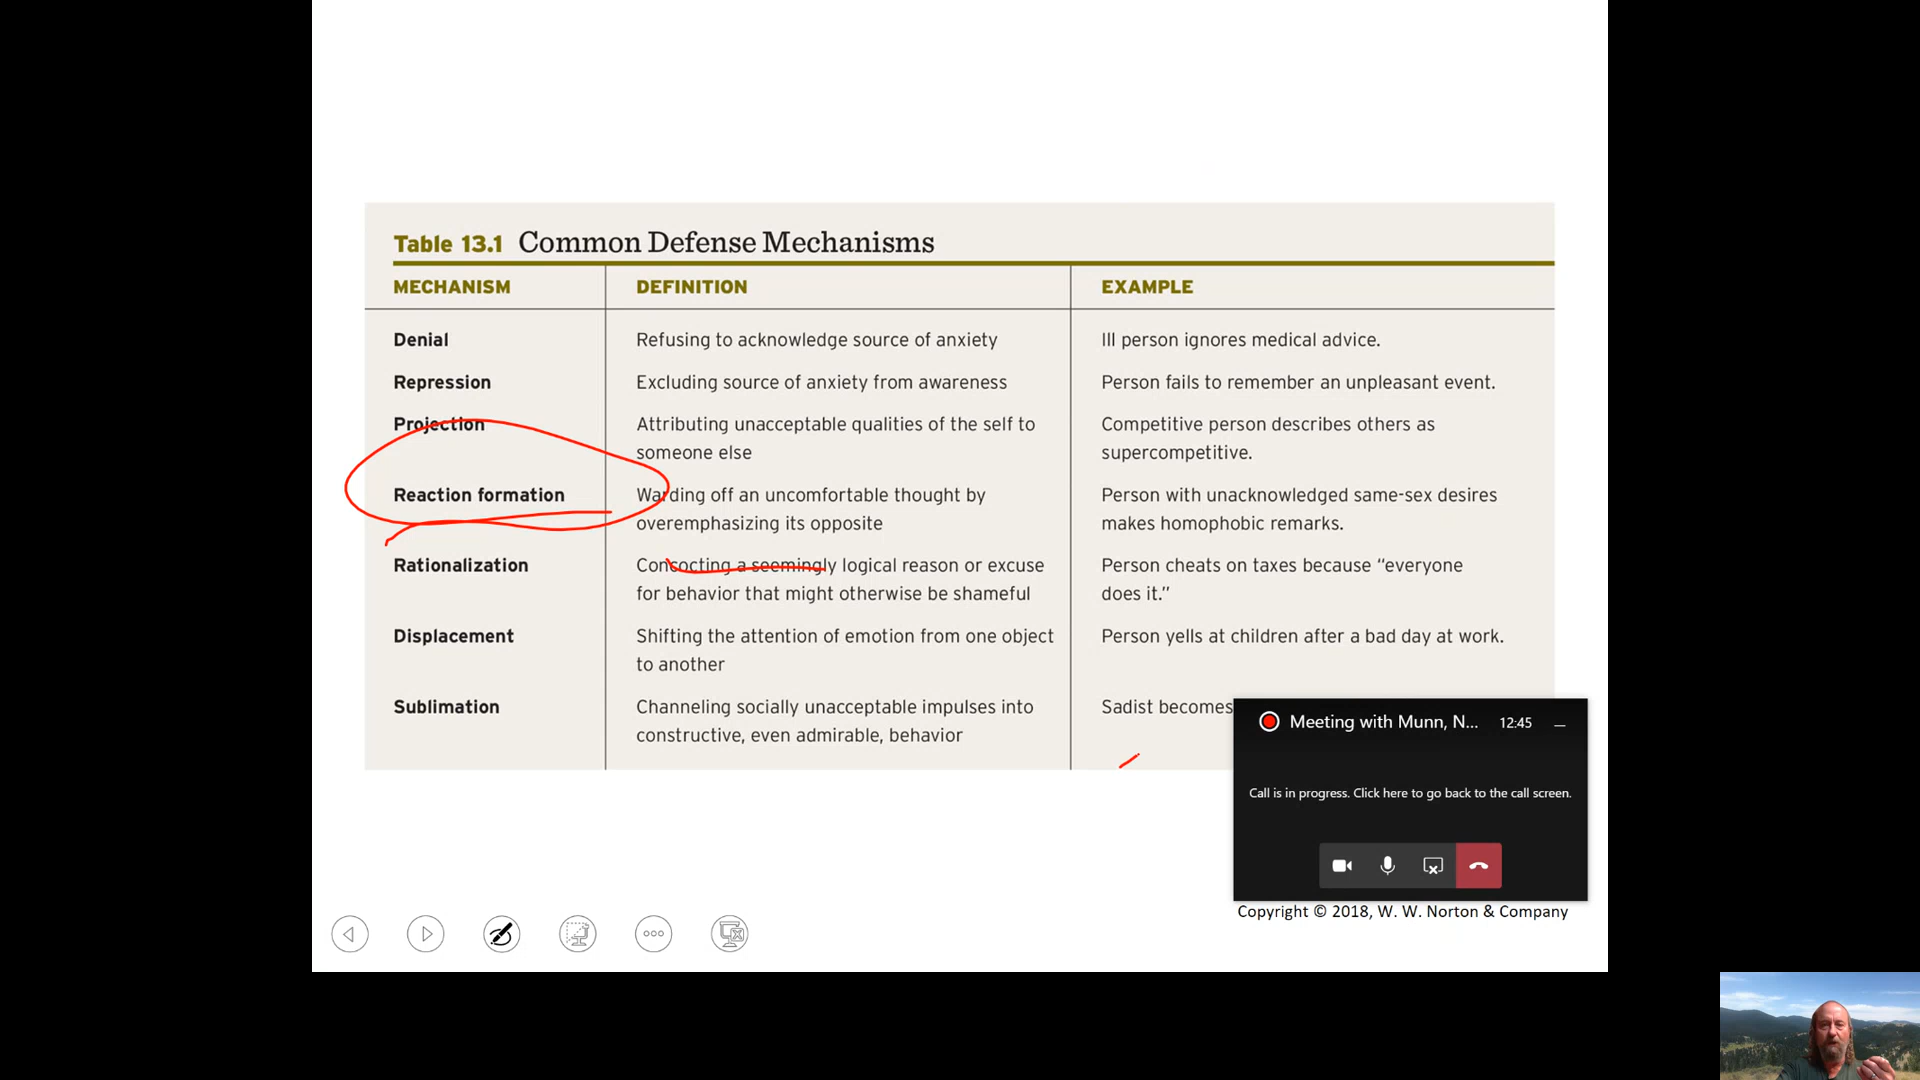 Table 13.1 Common Defense Mechanisms
MECHANISM DEFINITION EXAMPLE
Denial Refusing to acknowledge source of anxiety Ill person ignores medical advice.
Repression Excluding source of anxiety from awareness Person fails to remember an unpleasant event.
Projection Attributing unacceptable qualities of the self to Competitive person describes others as
someone else supercompetitive.
Reaction formation Warding off an uncomfortable thought by Person with unacknowledged same-sex desires
overemphasizing its opposite makes homophobic remarks.
Rationalization Concocting a seemingly logical reason or excuse Person cheats on taxes because “everyone
for behavior that might otherwise be shameful does it.”
Displacement Shifting the attention of emotion from one object Person yells at children after a bad day at work.
to another
Sublimation Channeling socially unacceptable impulses into Sadist becomes
constructive, even admirable, behavior
Meeting with Munn, N... 12:45
Call is in progress. Click here to go back to the call screen.
Copyright © 2018, W. W. Norton & Company